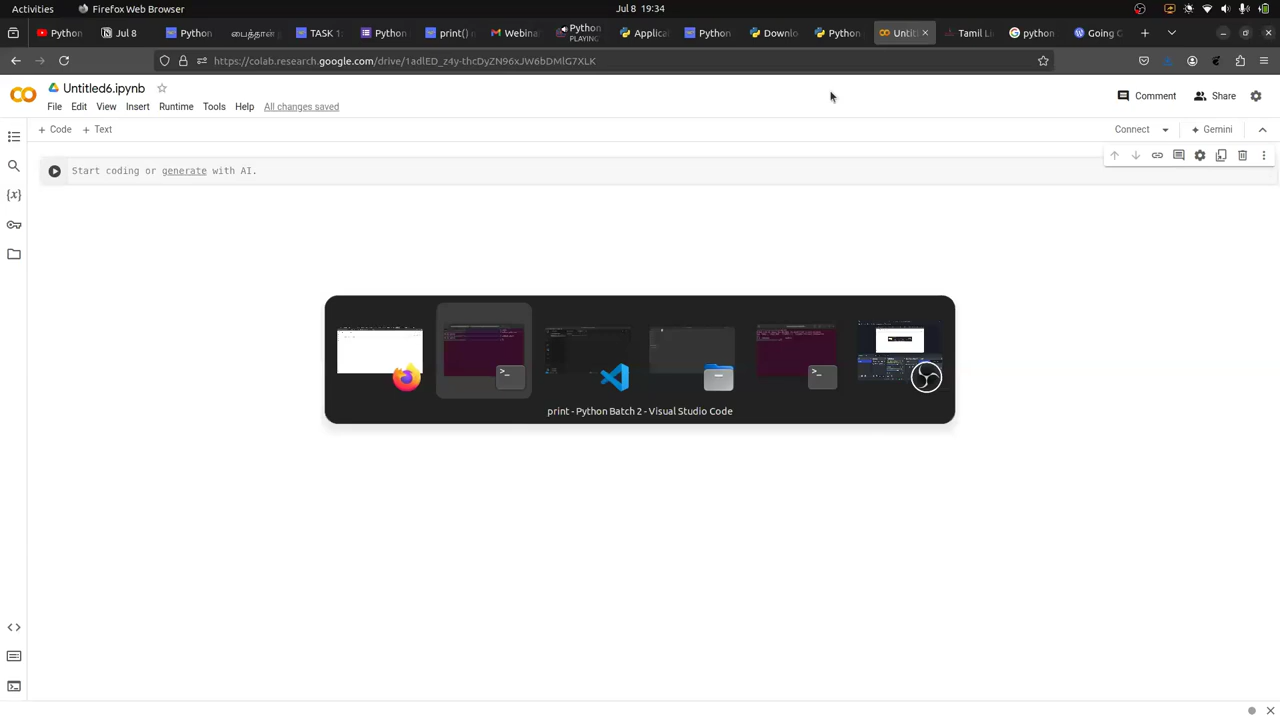 Activities
Firefox Web Browser
Jul 8 19:34
Python
Jul 8
Python
பைத்தான்
TASK 1:
Python
print()
Webina
Python
PLAYING
Applica
Python
Downlo
Python
Untitl
Tamil Li
python
Going O
https://colab.research.google.com/drive/1adlED_z4y-thcDyZN96xJW6bDMlG7XLK
Untitled6.ipynb
File Edit View Insert Runtime Tools Help All changes saved
Comment
Share
+ Code + Text
Connect
Gemini
Start coding or generate with AI.
print - Python Batch 2 - Visual Studio Code